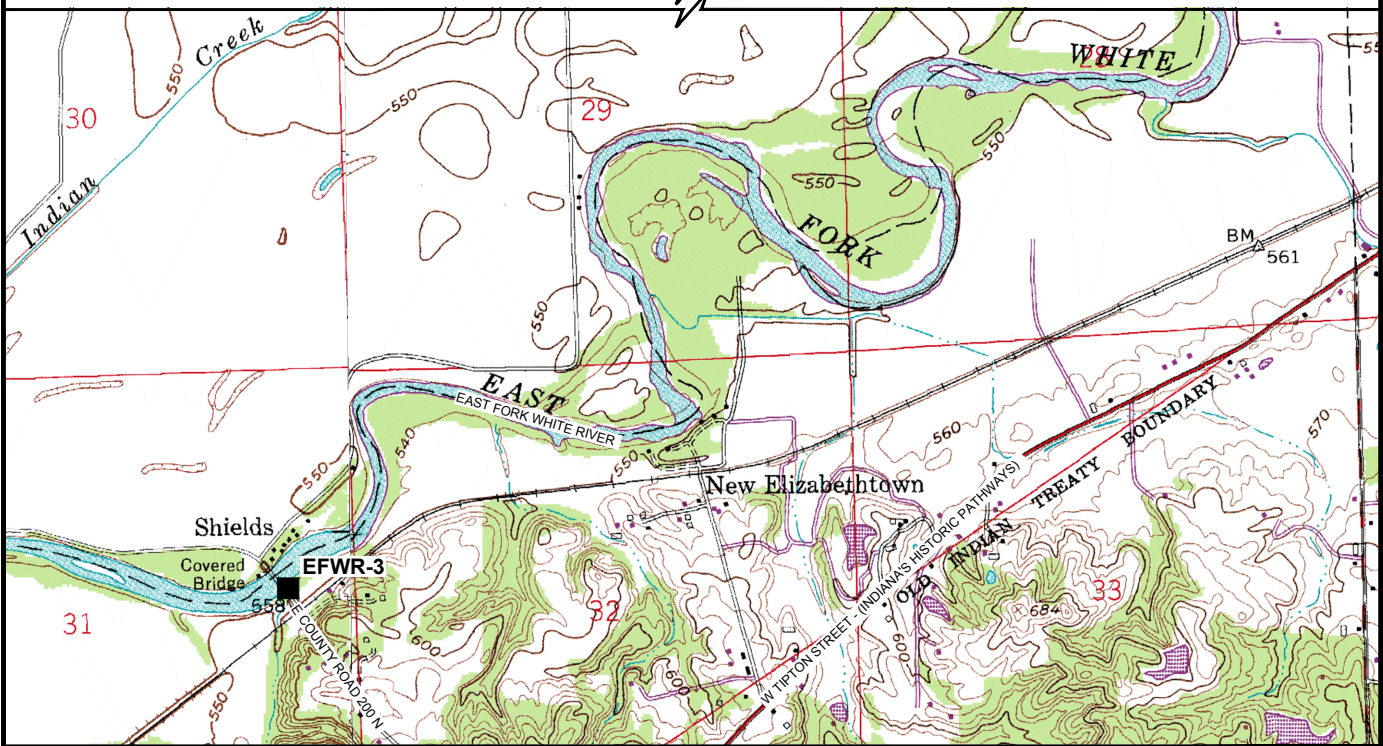 Indian Creek
30
550
550
29
WHITE
28
550
550
FORK
BM
561
550
EAST
EAST FORK WHITE RIVER
540
550
550
560
570
OLD INDIAN TREATY BOUNDARY
New Elizabethtown
Shields
Covered
Bridge
EFWR-3
558
31
32
33
684
600
600
600
550
E COUNTY ROAD 200 N
W TIPTON STREET - (INDIANA'S HISTORIC PATHWAYS)